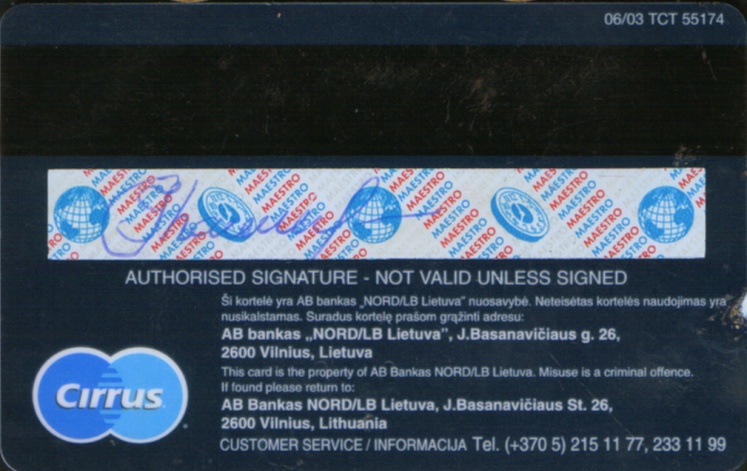 06/03 TCT 55174
MAESTRO MAESTRO MAESTRO MAESTRO MAESTRO
AUTHORISED SIGNATURE - NOT VALID UNLESS SIGNED
Ši kortelė yra AB bankas „NORD/LB Lietuva" nuosavybė. Neteisėtas kortelės naudojimas yra
nusikalstamas. Suradus kortelę prašom grąžinti adresu:
AB bankas „NORD/LB Lietuva", J.Basanavičiaus g. 26,
2600 Vilnius, Lietuva
This card is the property of AB Bankas NORD/LB Lietuva. Misuse is a criminal offence.
If found please return to:
AB Bankas NORD/LB Lietuva, J.Basanavičiaus St. 26,
2600 Vilnius, Lithuania
CUSTOMER SERVICE / INFORMACIJA Tel. (+370 5) 215 11 77, 233 11 99
Cirrus